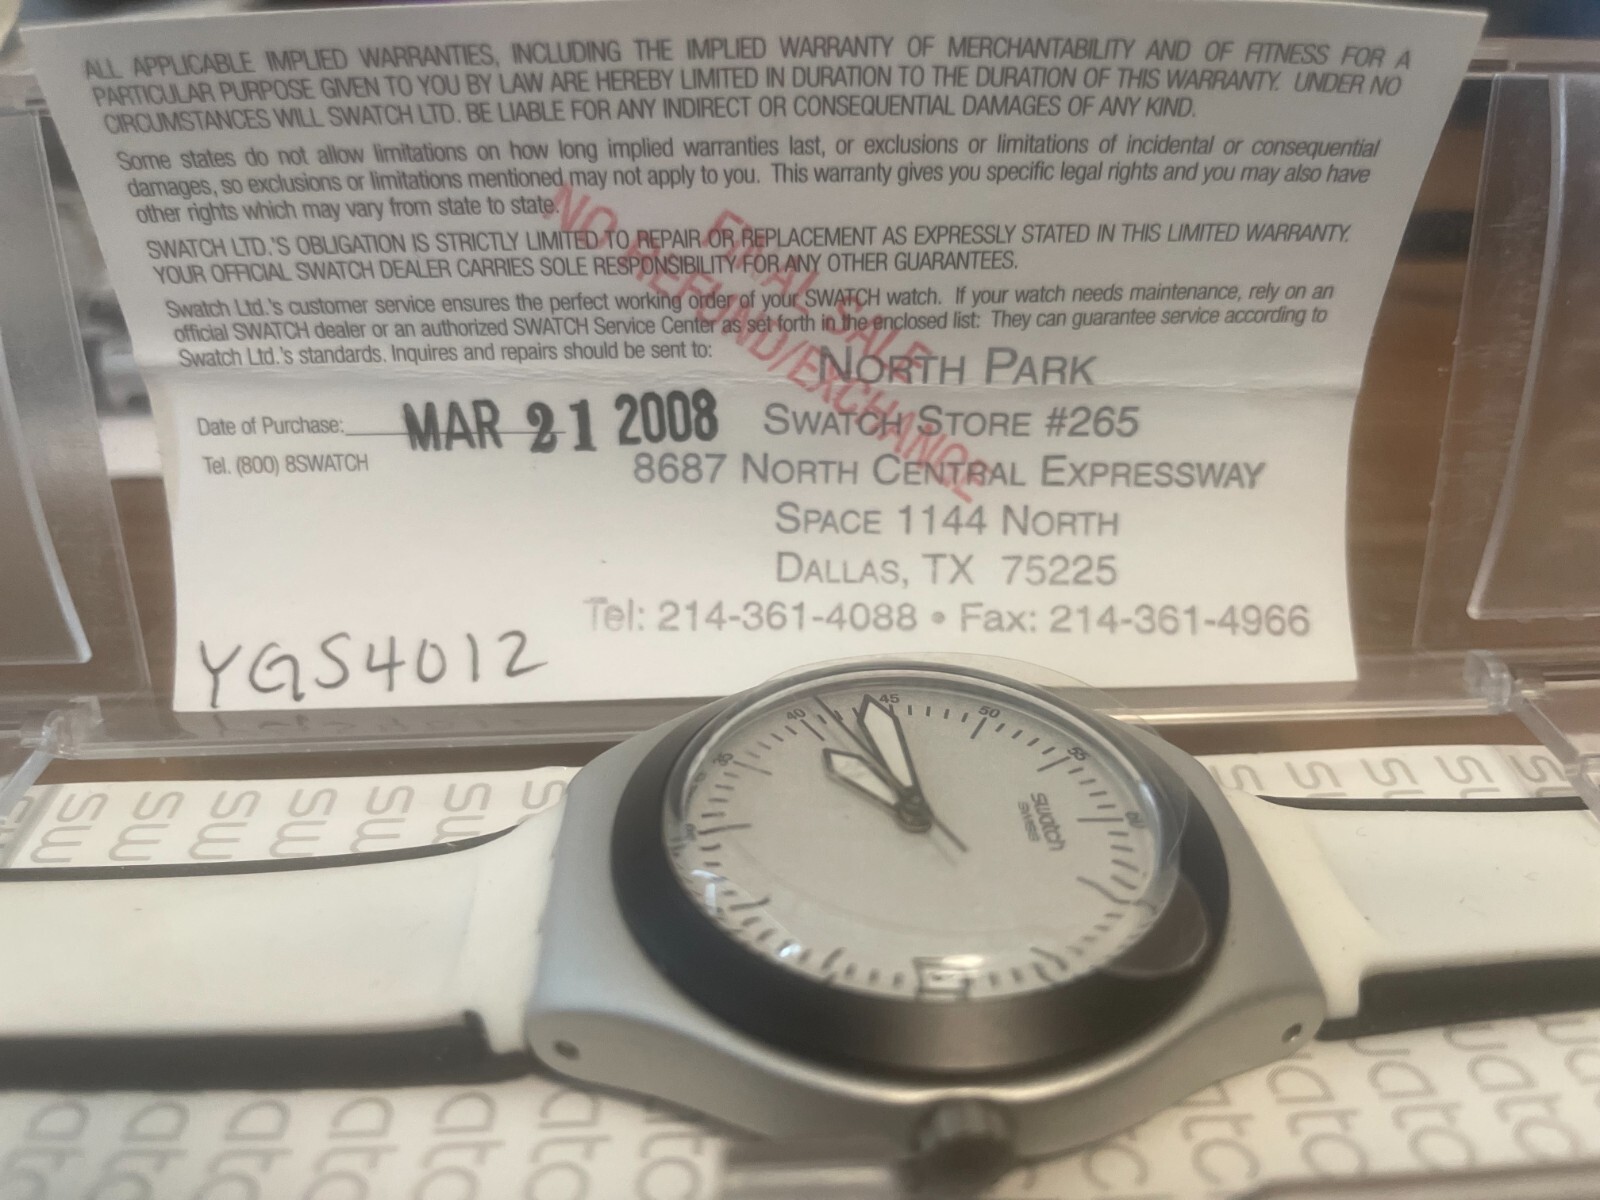 ALL APPLICABLE IMPLIED WARRANTIES, INCLUDING THE IMPLIED WARRANTY OF MERCHANTABILITY AND OF FITNESS FOR A
PARTICULAR PURPOSE GIVEN TO YOU BY LAW ARE HEREBY LIMITED IN DURATION TO THE DURATION OF THIS WARRANTY. UNDER NO
CIRCUMSTANCES WILL SWATCH LTD. BE LIABLE FOR ANY INDIRECT OR CONSEQUENTIAL DAMAGES OF ANY KIND.
Some states do not allow limitations on how long implied warranties last, or exclusions or limitations of incidental or consequential
damages, so exclusions or limitations mentioned may not apply to you. This warranty gives you specific legal rights and you may also have
other rights which may vary from state to state.
SWATCH LTD.'S OBLIGATION IS STRICTLY LIMITED TO REPAIR OR REPLACEMENT AS EXPRESSLY STATED IN THIS LIMITED WARRANTY.
YOUR OFFICIAL SWATCH DEALER CARRIES SOLE RESPONSIBILITY FOR ANY OTHER GUARANTEES.
Swatch Ltd.'s customer service ensures the perfect working order of your SWATCH watch. If your watch needs maintenance, rely on an
official SWATCH dealer or an authorized SWATCH Service Center as set forth in the enclosed list: They can guarantee service according to
Swatch Ltd.'s standards. Inquires and repairs should be sent to:
FINAL SALE
NO REFUND/EXCHANGE
NORTH PARK
Date of Purchase: MAR 21 2008
SWATCH STORE #265
Tel. (800) 8SWATCH
8687 NORTH CENTRAL EXPRESSWAY
SPACE 1144 NORTH
DALLAS, TX 75225
Tel: 214-361-4088 • Fax: 214-361-4966
YGS4012
35 40 45 50 55 60
swatch
SWISS